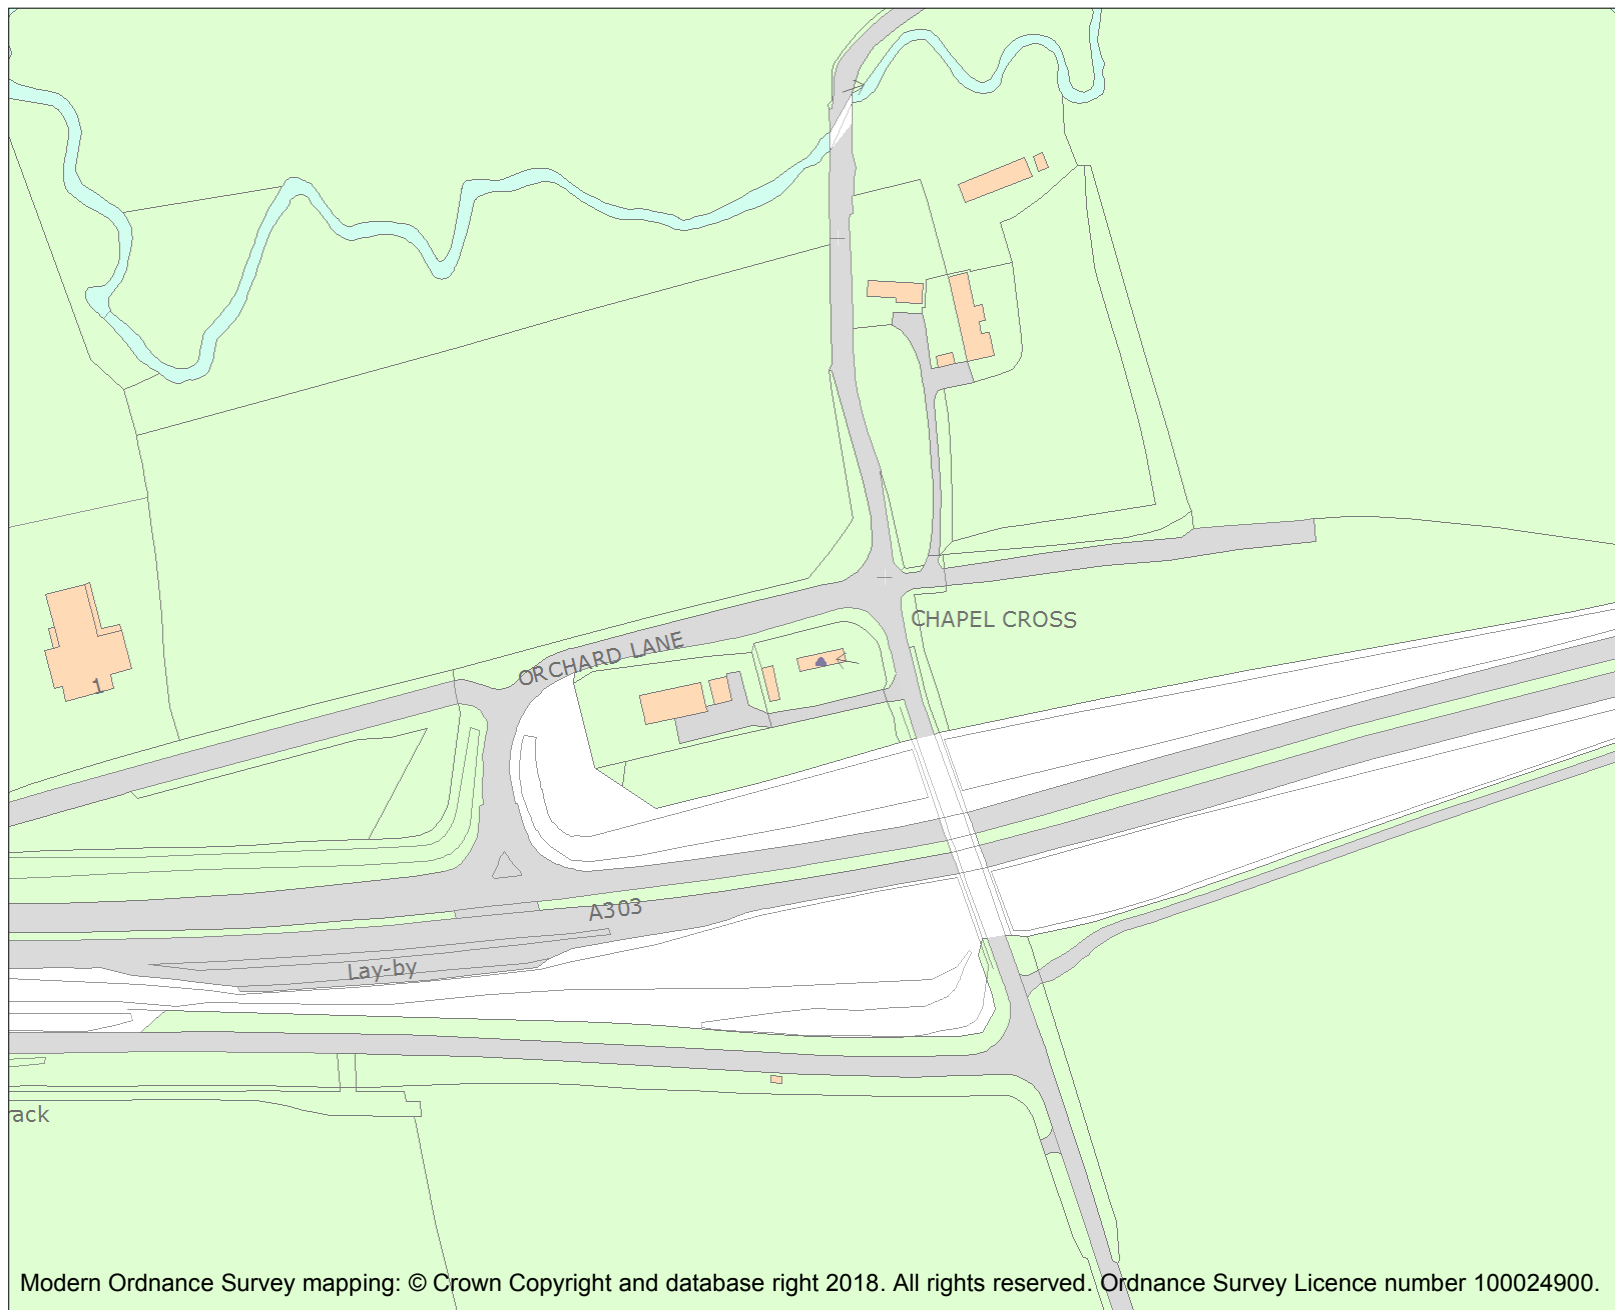 CHAPEL CROSS
ORCHARD LANE
1
A303
Lay-by
ack
Modern Ordnance Survey mapping: © Crown Copyright and database right 2018. All rights reserved. Ordnance Survey Licence number 100024900.